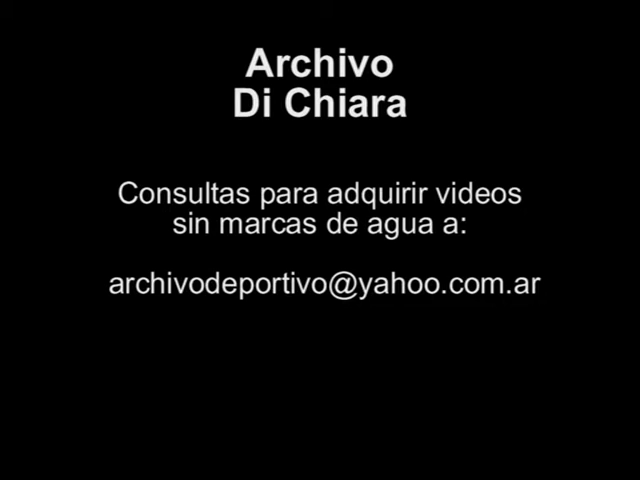 Archivo
Di Chiara
Consultas para adquirir videos
sin marcas de agua a:
archivodeportivo@yahoo.com.ar